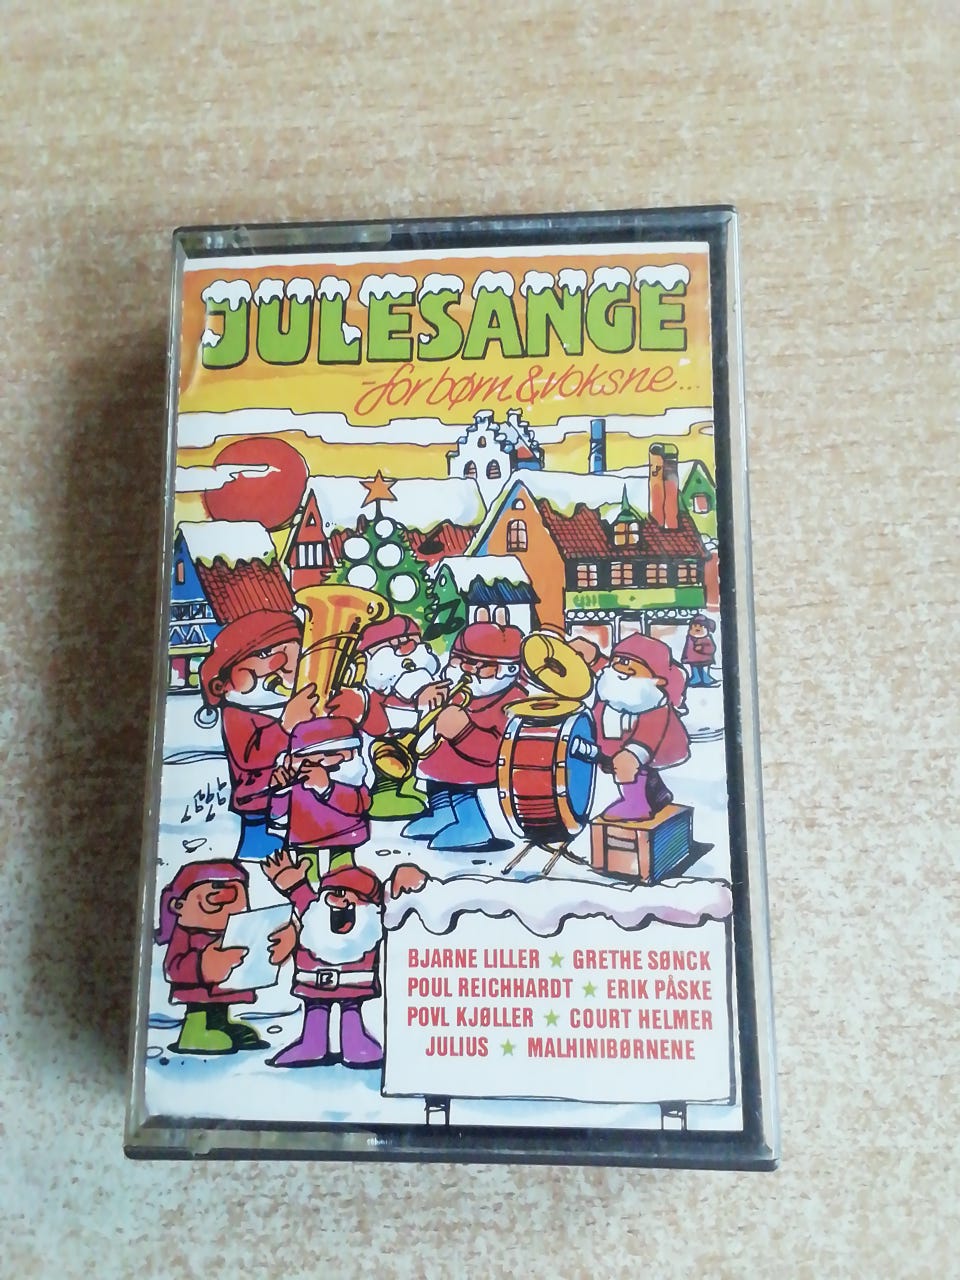 JULESANGE
-for børn & voksne...
BJARNE LILLER ★ GRETHE SØNCK
POUL REICHHARDT ★ ERIK PÅSKE
POVL KJØLLER ★ COURT HELMER
JULIUS ★ MALHINIBØRNENE